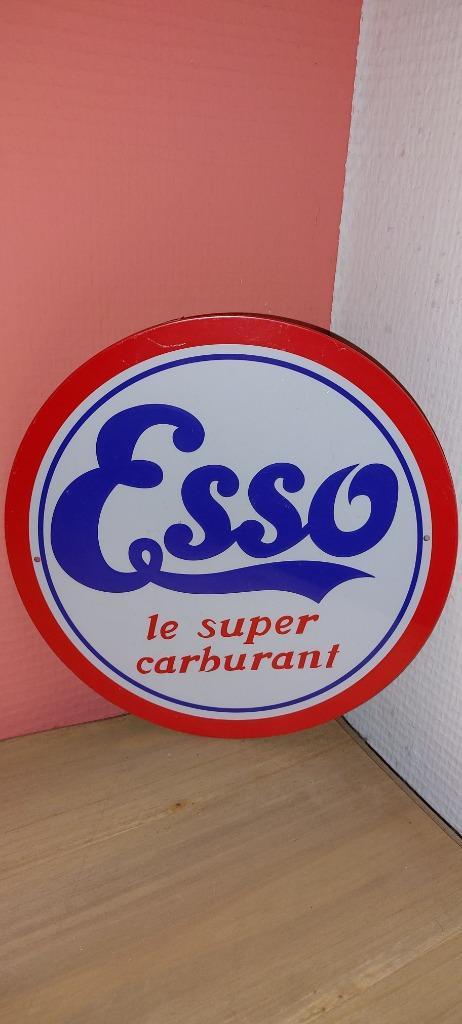 Esso
le super
carburant